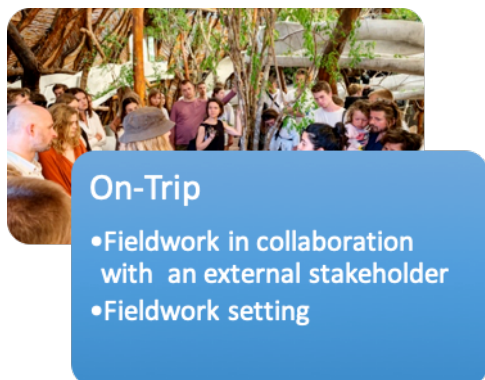 On-Trip
•Fieldwork in collaboration
with  an external stakeholder
•Fieldwork setting